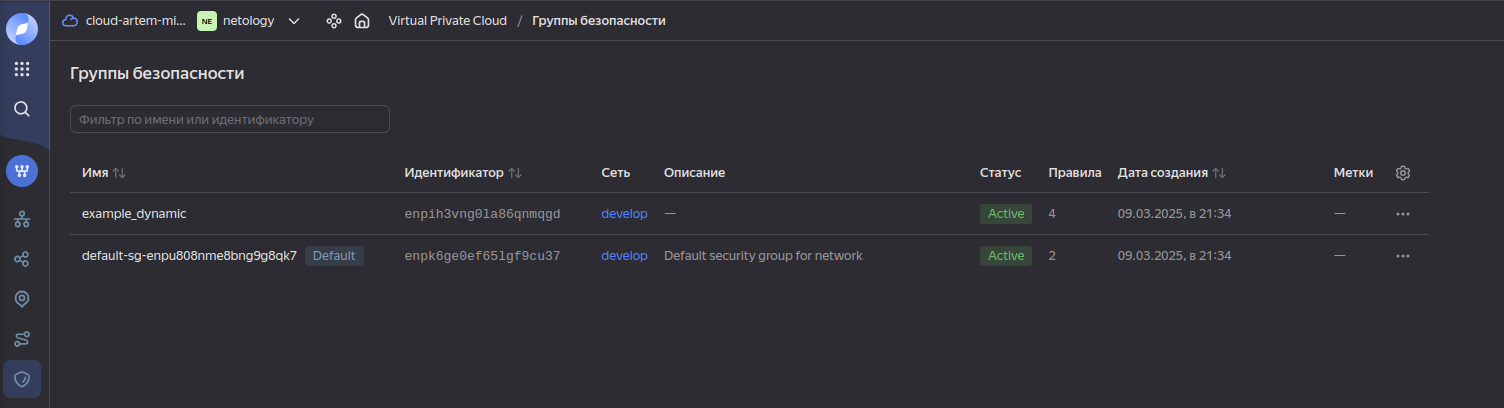 cloud-artem-mi... NE netology Virtual Private Cloud / Группы безопасности
Группы безопасности
Фильтр по имени или идентификатору
Имя Идентификатор Сеть Описание Статус Правила Дата создания Метки
example_dynamic enpih3vng0la86qnmqgd develop — Active 4 09.03.2025, в 21:34 —
default-sg-enpu808nme8bng9g8qk7 Default enpk6ge0ef65lgf9cu37 develop Default security group for network Active 2 09.03.2025, в 21:34 —